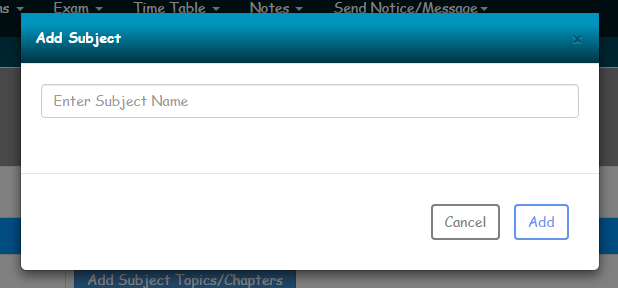 Exam Time Table Notes Send Notice/Message
Add Subject
×
Enter Subject Name
Cancel Add
Add Subject Topics/Chapters